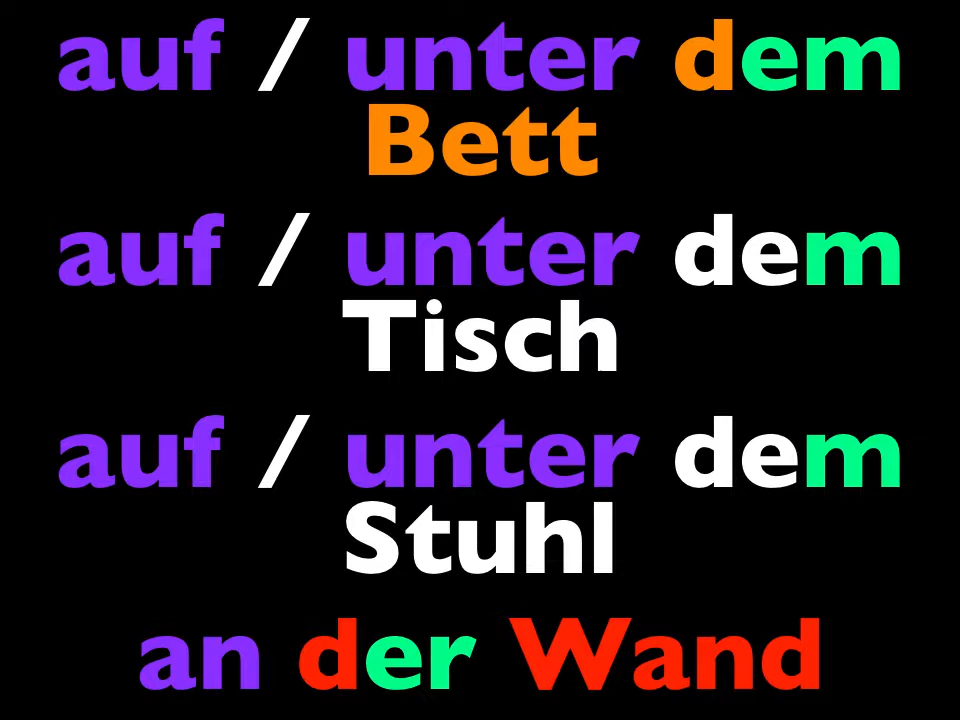 auf / unter dem
Bett
auf / unter dem
Tisch
auf / unter dem
Stuhl
an der Wand